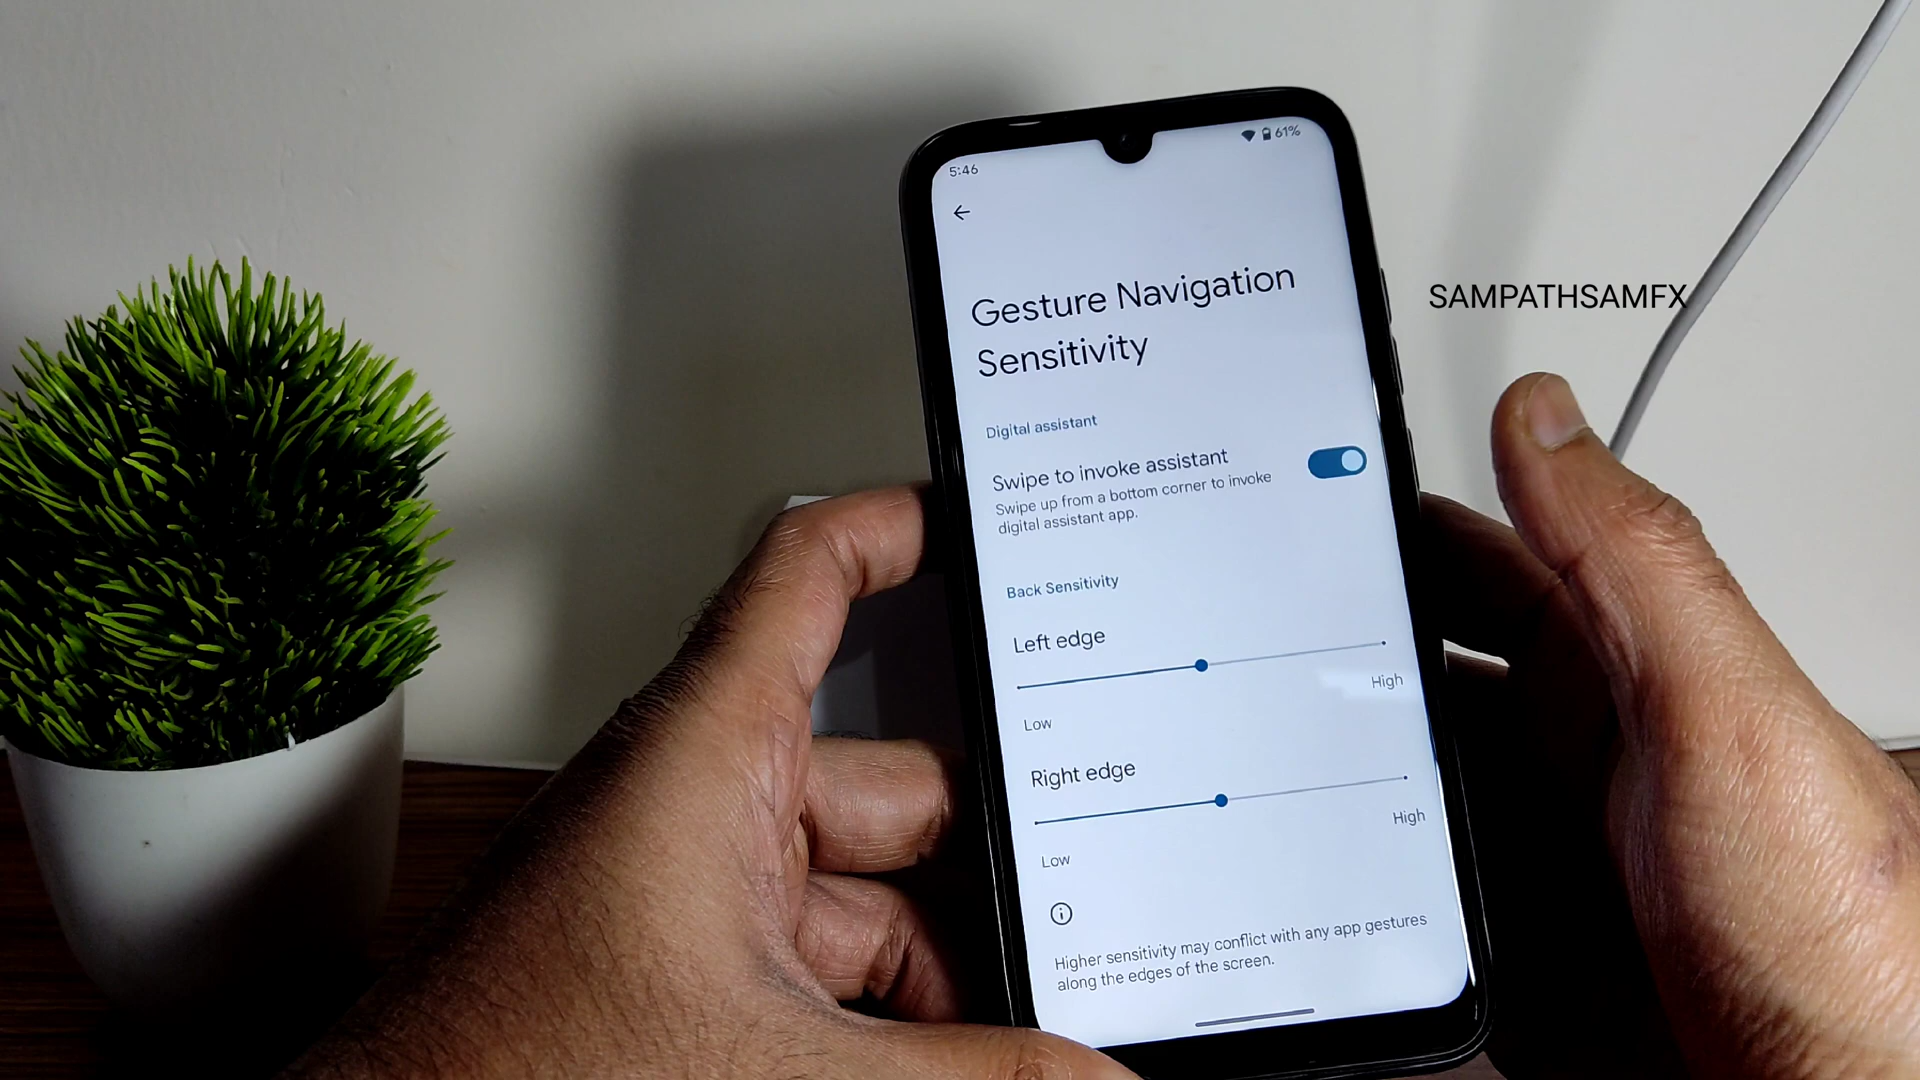 5:46
61%
Gesture Navigation
Sensitivity
Digital assistant
Swipe to invoke assistant
Swipe up from a bottom corner to invoke
digital assistant app.
Back Sensitivity
Left edge
High
Low
Right edge
High
Low
Higher sensitivity may conflict with any app gestures
along the edges of the screen.
SAMPATHSAMFX